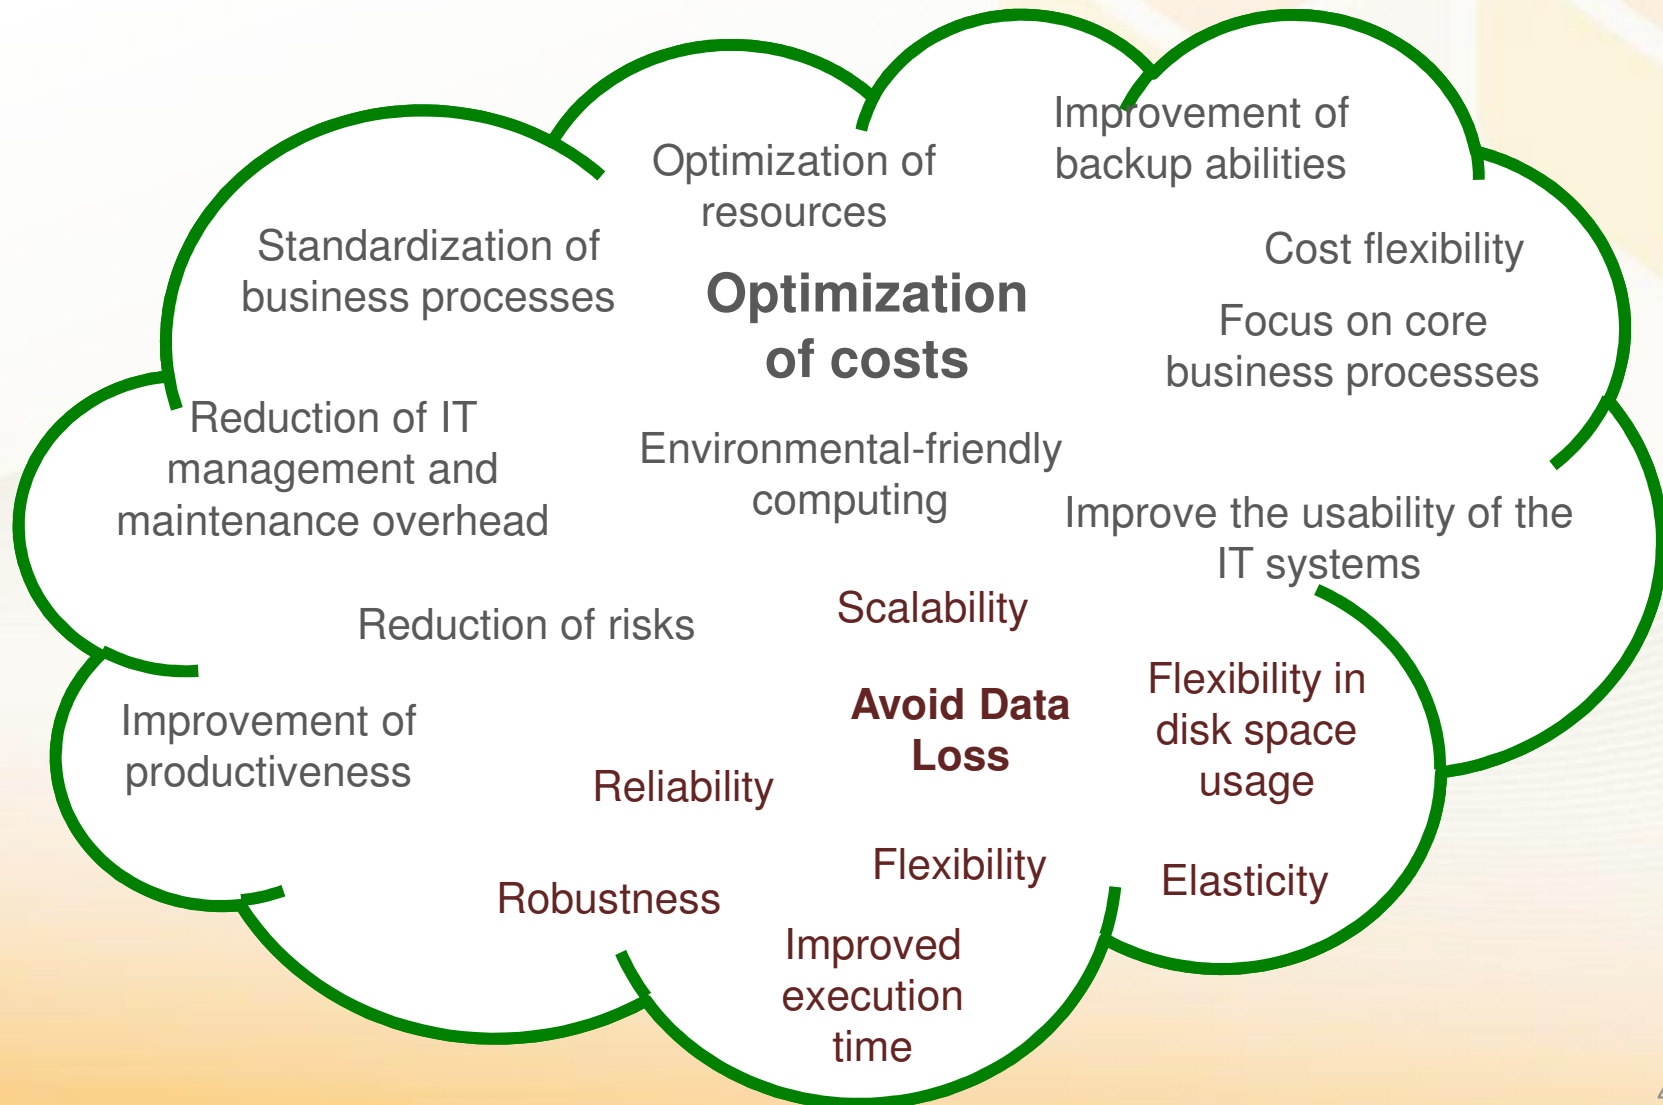 Improvement of
backup abilities
Optimization of
resources
Standardization of
business processes
Cost flexibility
Optimization
of costs
Focus on core
business processes
Reduction of IT
management and
maintenance overhead
Environmental-friendly
computing
Improve the usability of the
IT systems
Scalability
Reduction of risks
Flexibility in
disk space
usage
Avoid Data
Loss
Improvement of
productiveness
Reliability
Flexibility
Elasticity
Robustness
Improved
execution
time